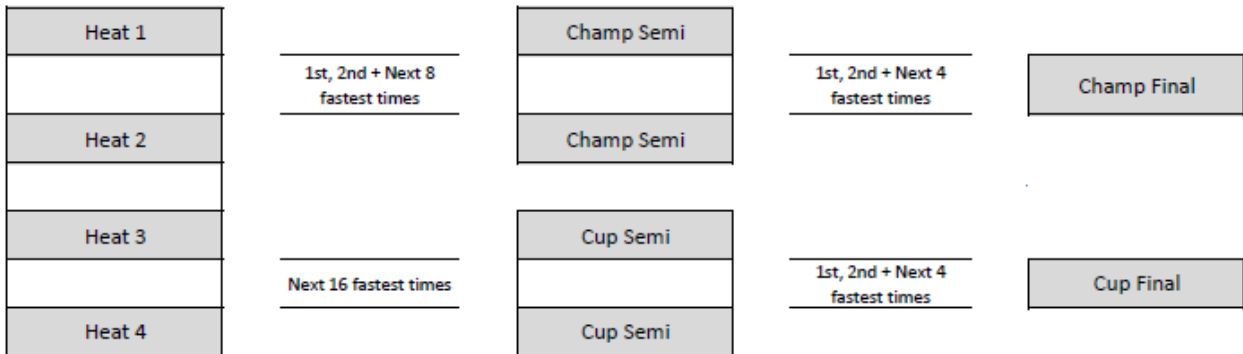 Heat 1
Champ Semi
1st, 2nd + Next 8
fastest times
1st, 2nd + Next 4
fastest times
Champ Final
Heat 2
Champ Semi
Heat 3
Cup Semi
Next 16 fastest times
1st, 2nd + Next 4
fastest times
Cup Final
Heat 4
Cup Semi